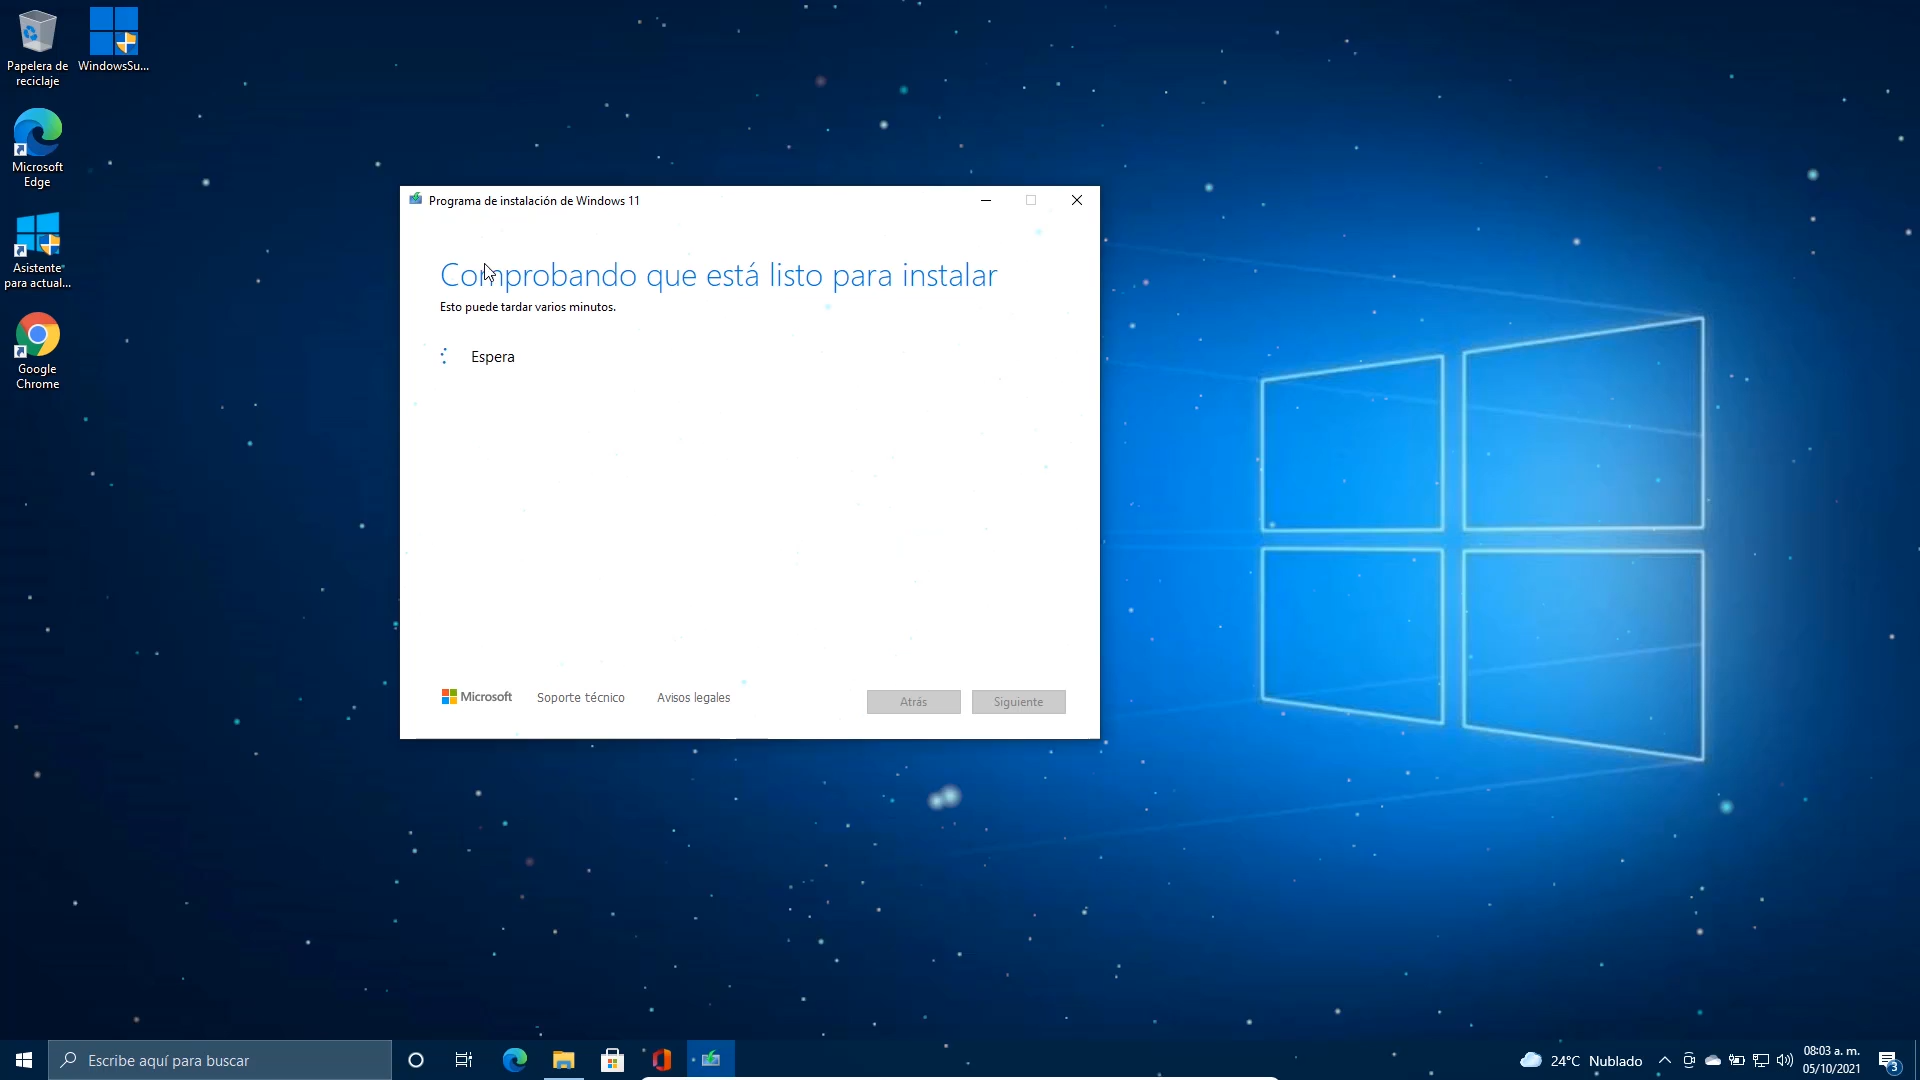 Papelera de
reciclaje
WindowsSu...
Microsoft
Edge
Asistente
para actual...
Google
Chrome
Programa de instalación de Windows 11
Comprobando que está listo para instalar
Esto puede tardar varios minutos.
Espera
Microsoft
Soporte técnico
Avisos legales
Atrás
Siguiente
Escribe aquí para buscar
24°C Nublado
08:03 a. m.
05/10/2021
3